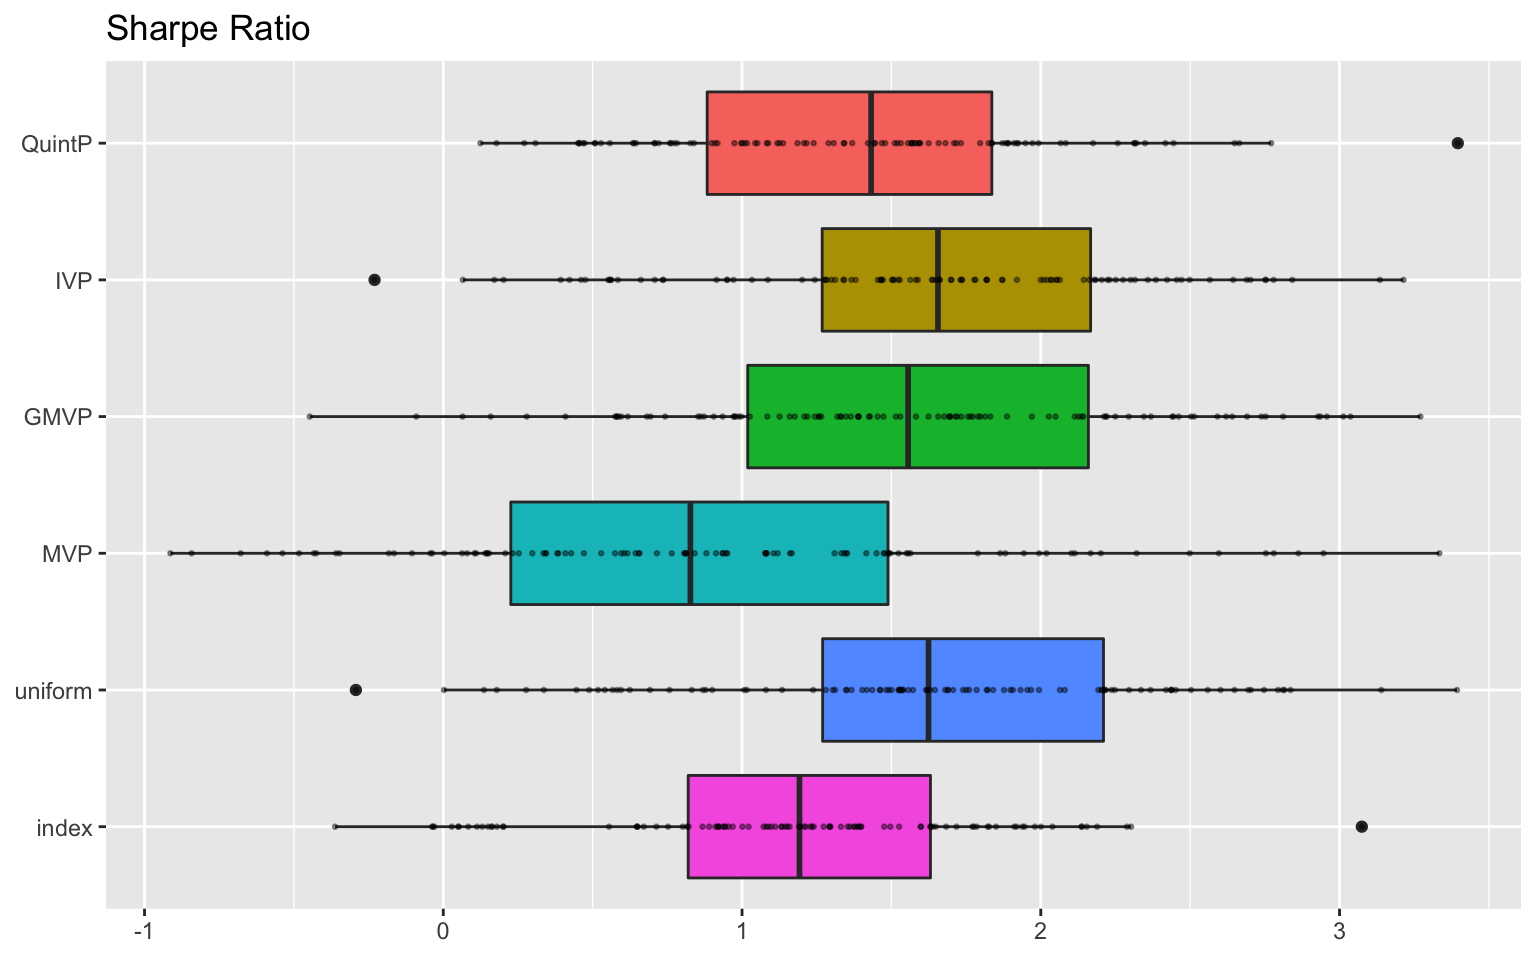 Sharpe Ratio
QuintP
IVP
GMVP
MVP
uniform
index
-1 0 1 2 3